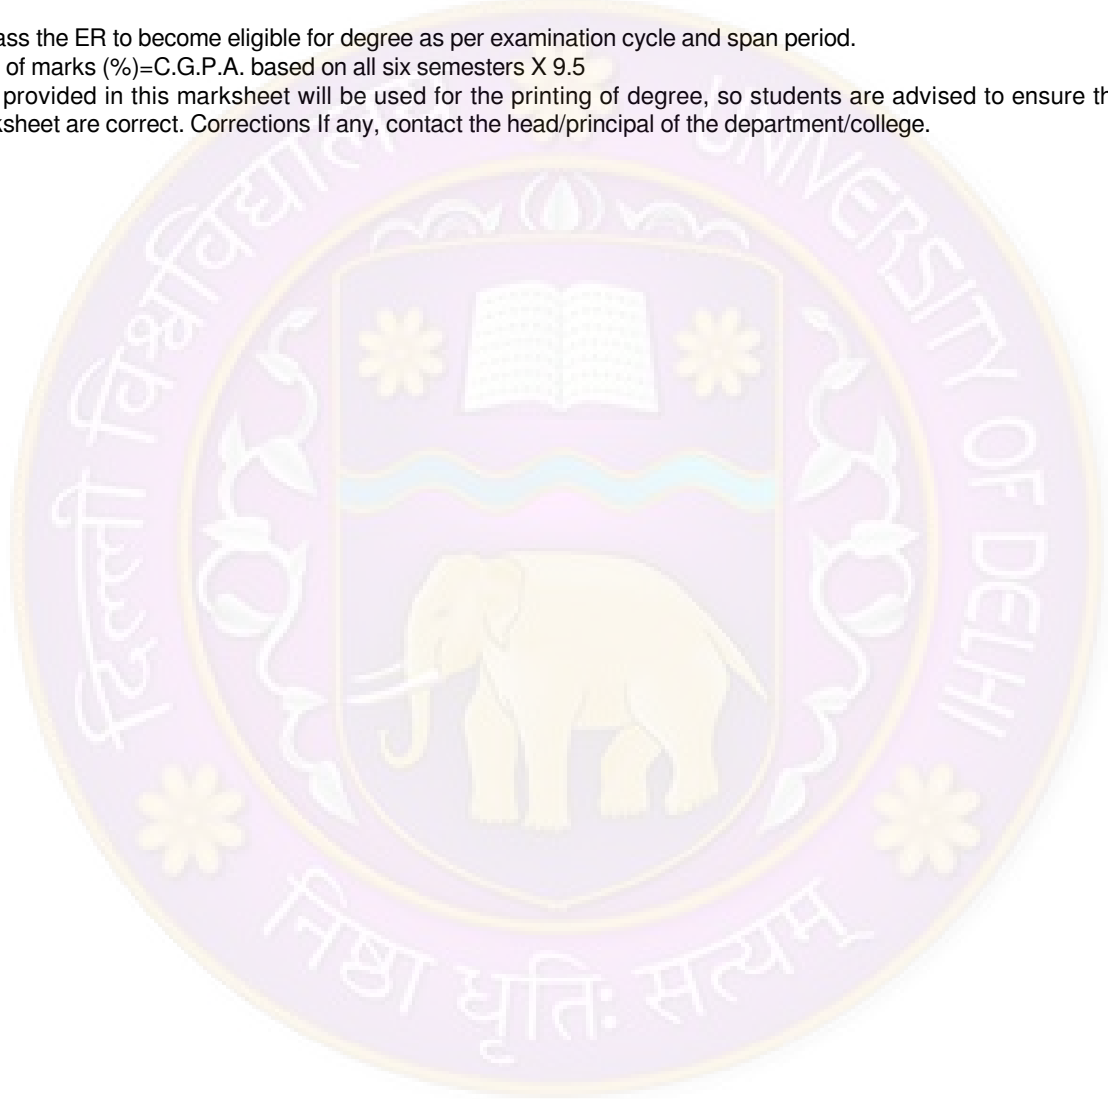 ass the ER to become eligible for degree as per examination cycle and span period.
of marks (%)=C.G.P.A. based on all six semesters X 9.5
provided in this marksheet will be used for the printing of degree, so students are advised to ensure th
ksheet are correct. Corrections If any, contact the head/principal of the department/college.
दिल्ली विश्वविद्यालय
UNIVERSITY OF DELHI
निष्ठा धृतिः सत्यम्